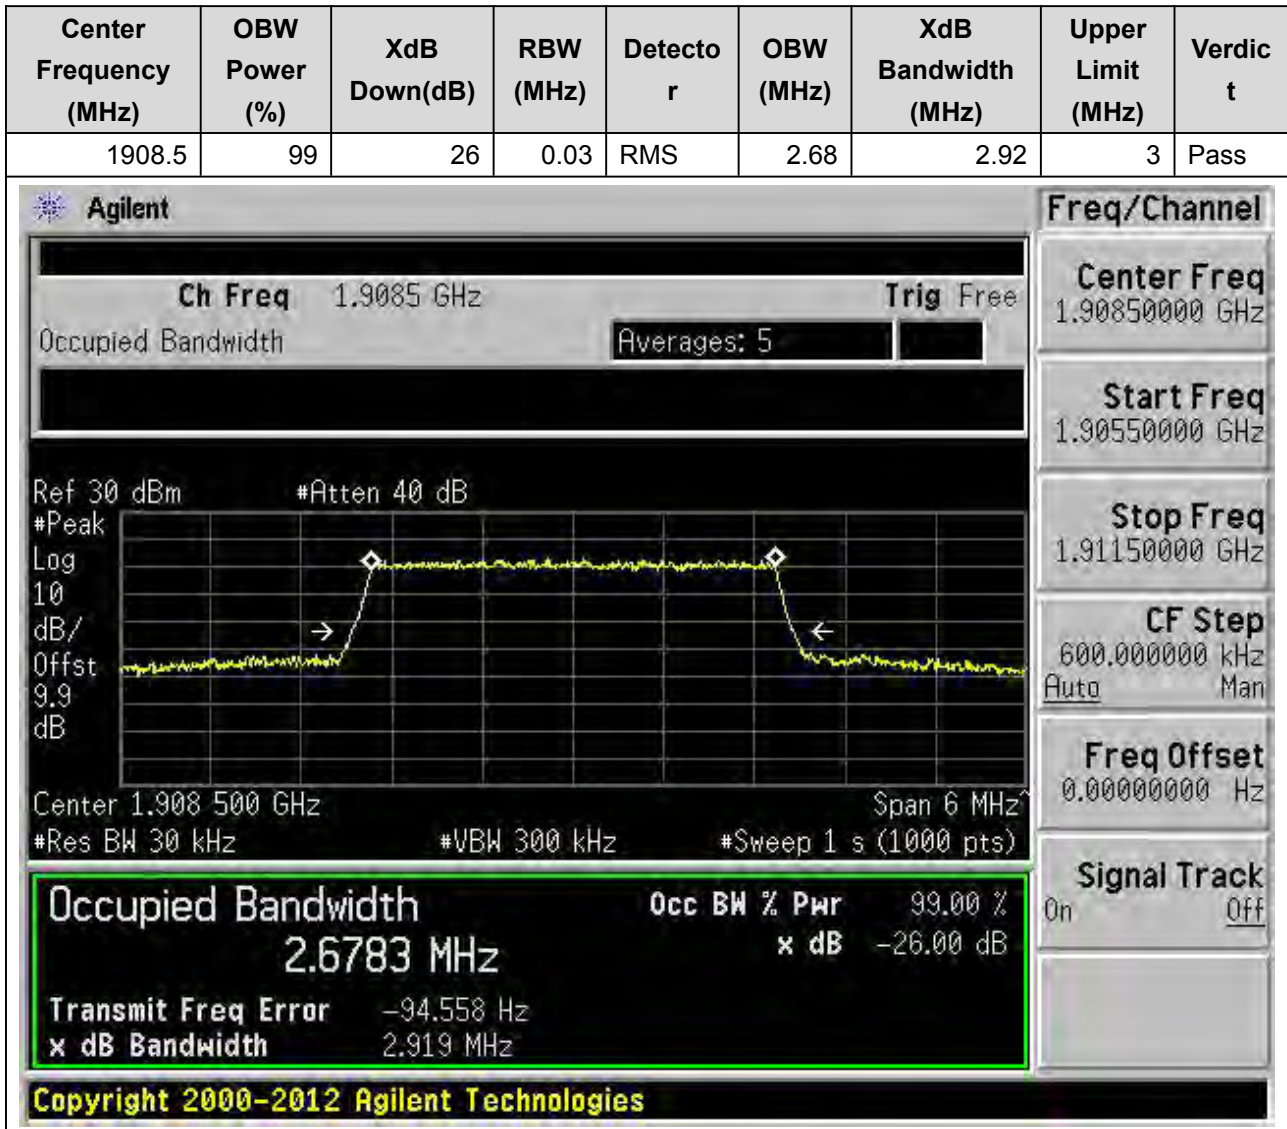 Center Frequency (MHz) OBW Power (%) XdB Down(dB) RBW (MHz) Detecto r OBW (MHz) XdB Bandwidth (MHz) Upper Limit (MHz) Verdic t
1908.5 99 26 0.03 RMS 2.68 2.92 3 Pass
Agilent
Freq/Channel
Ch Freq 1.9085 GHz Trig Free
Occupied Bandwidth Averages: 5
Center Freq
1.90850000 GHz
Start Freq
1.90550000 GHz
Stop Freq
1.91150000 GHz
CF Step
600.000000 kHz
Auto Man
Freq Offset
0.00000000 Hz
Signal Track
On Off
Ref 30 dBm #Atten 40 dB
#Peak
Log
10
dB/
Offst
9.9
dB
Center 1.908 500 GHz Span 6 MHz^
#Res BW 30 kHz #VBW 300 kHz #Sweep 1 s (1000 pts)
Occupied Bandwidth Occ BW % Pwr 99.00 %
2.6783 MHz x dB -26.00 dB
Transmit Freq Error -94.558 Hz
x dB Bandwidth 2.919 MHz
Copyright 2000-2012 Agilent Technologies